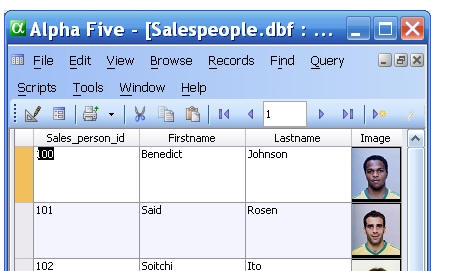 α Alpha Five - [Salespeople.dbf : ...
File Edit View Browse Records Find Query
Scripts Tools Window Help
1
Sales_person_id Firstname Lastname Image
100 Benedict Johnson
101 Said Rosen
102 Soitchi Ito